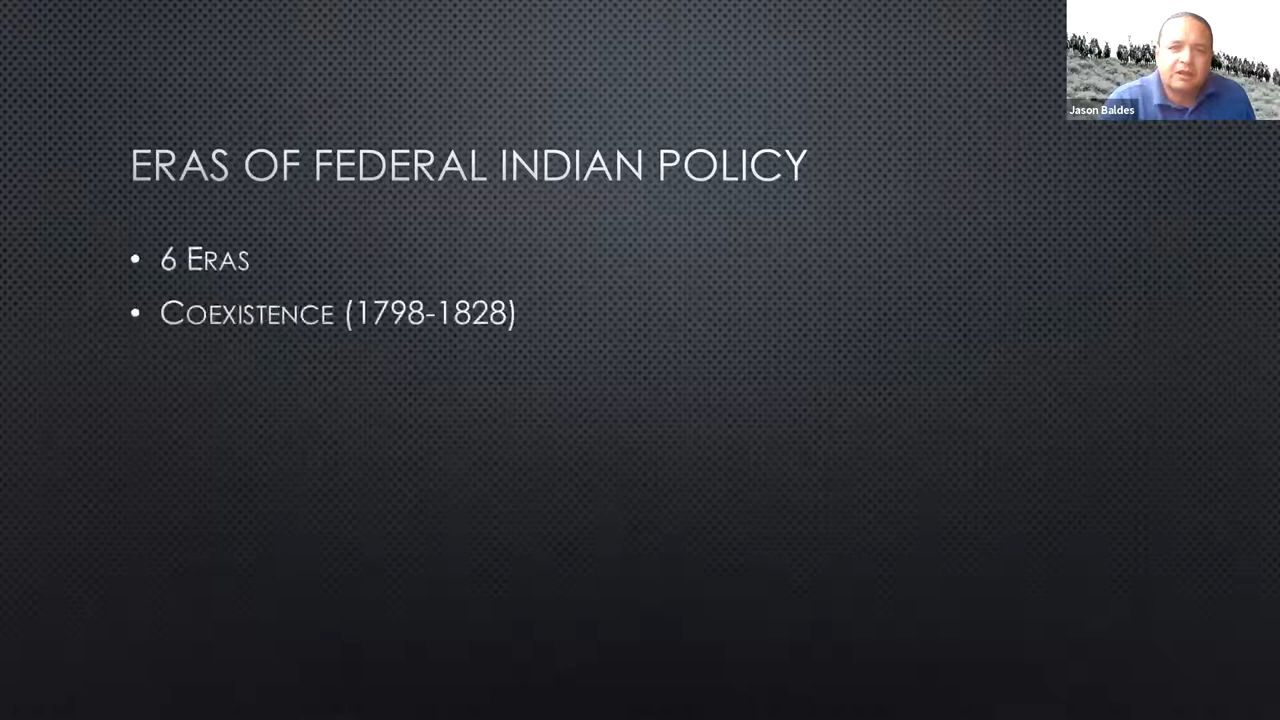 Jason Baldes
ERAS OF FEDERAL INDIAN POLICY
• 6 ERAS
• COEXISTENCE (1798-1828)